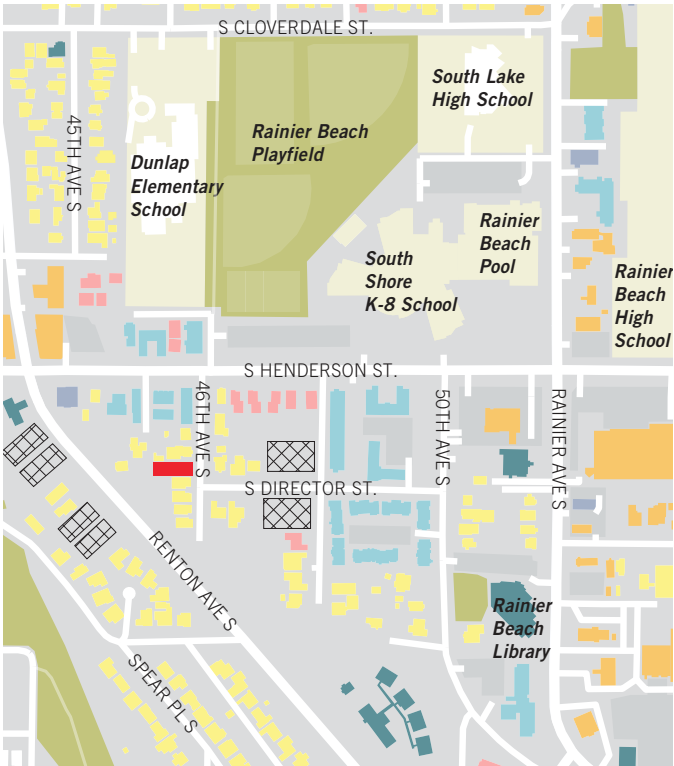 S CLOVERDALE ST.
South Lake
High School
45TH AVE S
Rainier Beach
Playfield
Dunlap
Elementary
School
Rainier
Beach
Pool
South
Shore
K-8 School
Rainier
Beach
High
School
S HENDERSON ST.
46TH AVE S
50TH AVE S
RAINIER AVE S
S DIRECTOR ST.
RENTON AVE S
Rainier
Beach
Library
SPEAR PL S